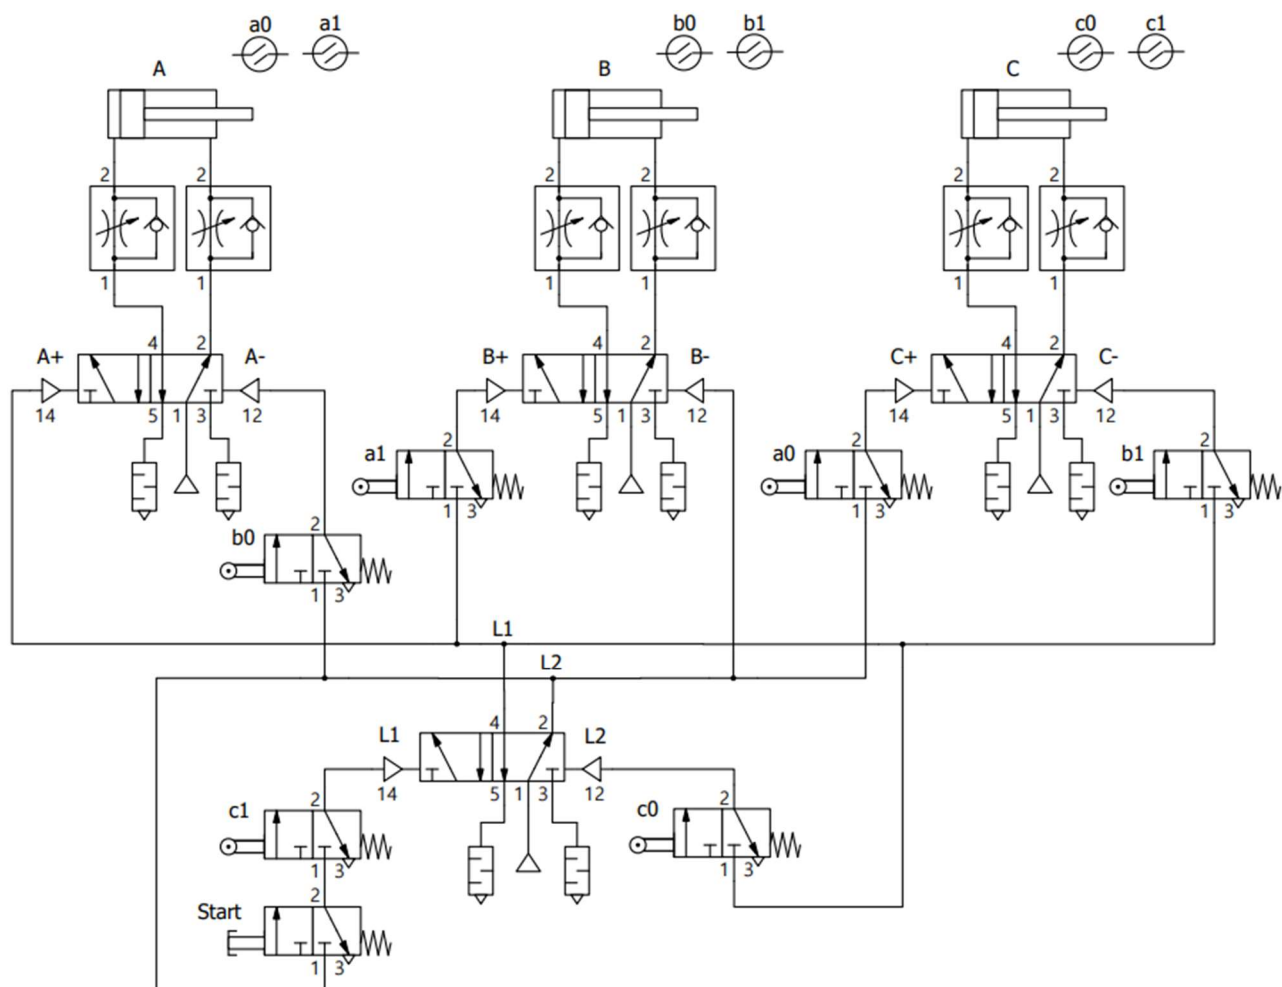 a0 a1 b0 b1 c0 c1
A B C
2 2 2 2 2 2
1 1 1 1 1 1
A+ 4 2 A- B+ 4 2 B- C+ 4 2 C-
14 5 1 3 12 14 5 1 3 12 14 5 1 3 12
a1 2 a0 2 b1 2
1 3 1 3 1 3
b0 2
1 3
L1
L2
L1 4 2 L2
14 5 1 3 12
c1 2 c0 2
1 3 1 3
Start 2
1 3